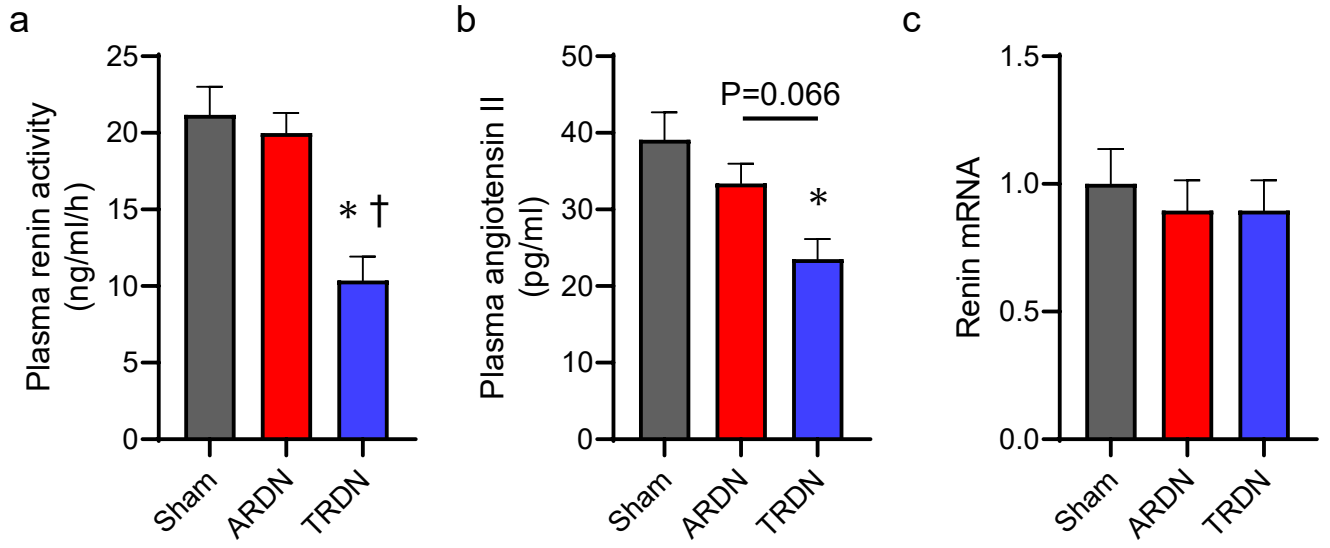 a
Plasma renin activity
(ng/ml/h)
25
20
15
10
5
0
* †
Sham
ARDN
TRDN
b
Plasma angiotensin II
(pg/ml)
50
40
30
20
10
0
P=0.066
*
Sham
ARDN
TRDN
c
Renin mRNA
1.5
1.0
0.5
0.0
Sham
ARDN
TRDN